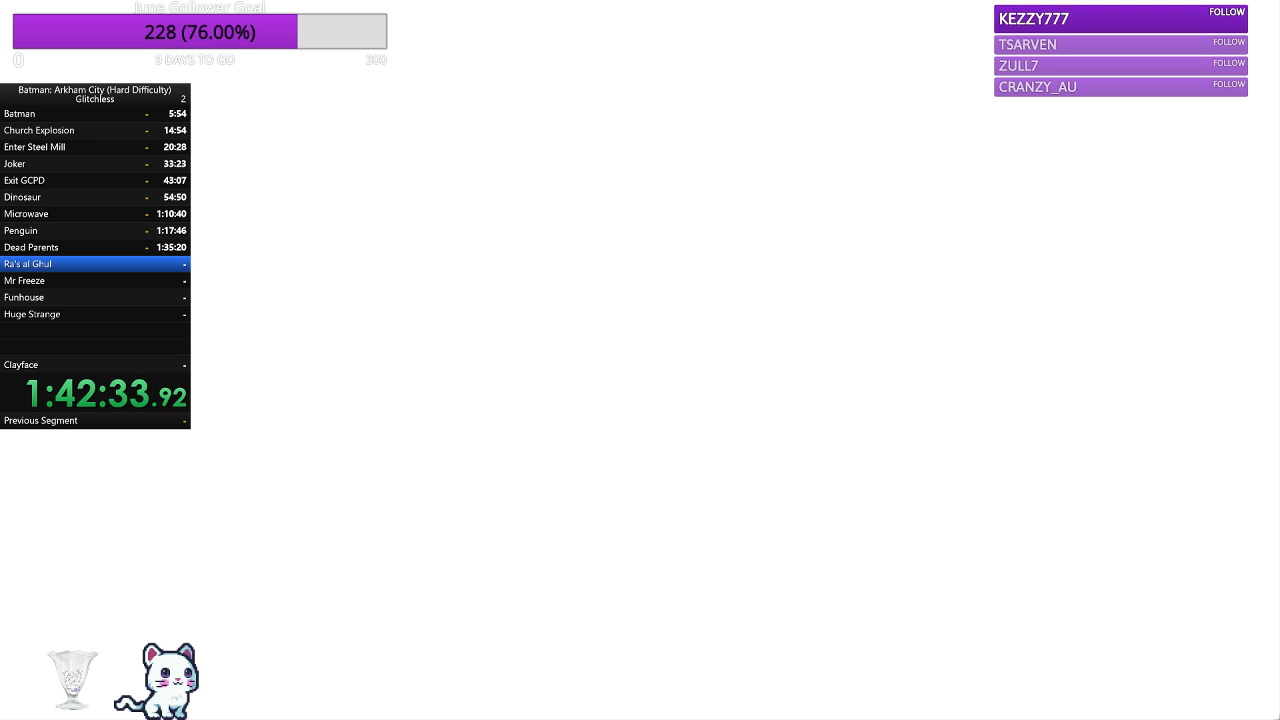 June Gollower Goal
228 (76.00%)
0 9 DAYS TO GO 300
KEZZY777 FOLLOW
TSARVEN FOLLOW
ZULL7 FOLLOW
CRANZY_AU FOLLOW
Batman: Arkham City (Hard Difficulty)
Glitchless 2
Batman - 5:54
Church Explosion - 14:54
Enter Steel Mill - 20:28
Joker - 33:23
Exit GCPD - 43:07
Dinosaur - 54:50
Microwave - 1:10:40
Penguin - 1:17:46
Dead Parents - 1:35:20
Ra's al Ghul -
Mr Freeze -
Funhouse -
Huge Strange -
Clayface -
1:42:33.92
Previous Segment -